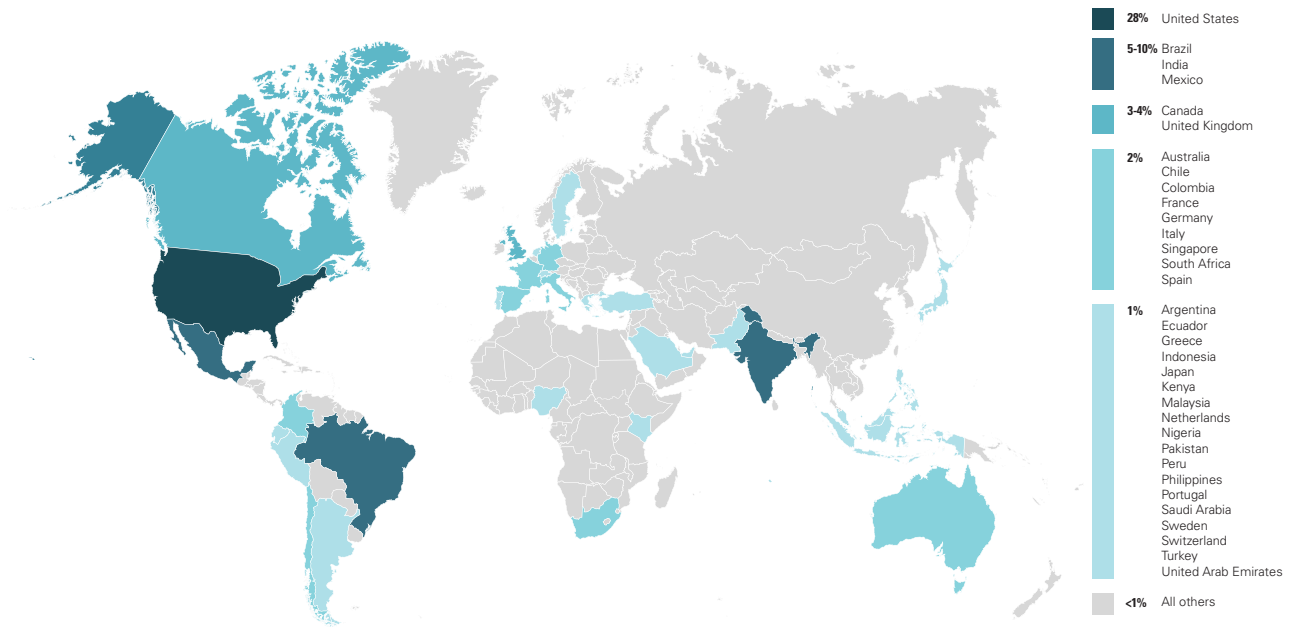 28% United States
5-10% Brazil
India
Mexico
3-4% Canada
United Kingdom
2% Australia
Chile
Colombia
France
Germany
Italy
Singapore
South Africa
Spain
1% Argentina
Ecuador
Greece
Indonesia
Japan
Kenya
Malaysia
Netherlands
Nigeria
Pakistan
Peru
Philippines
Portugal
Saudi Arabia
Sweden
Switzerland
Turkey
United Arab Emirates
<1% All others